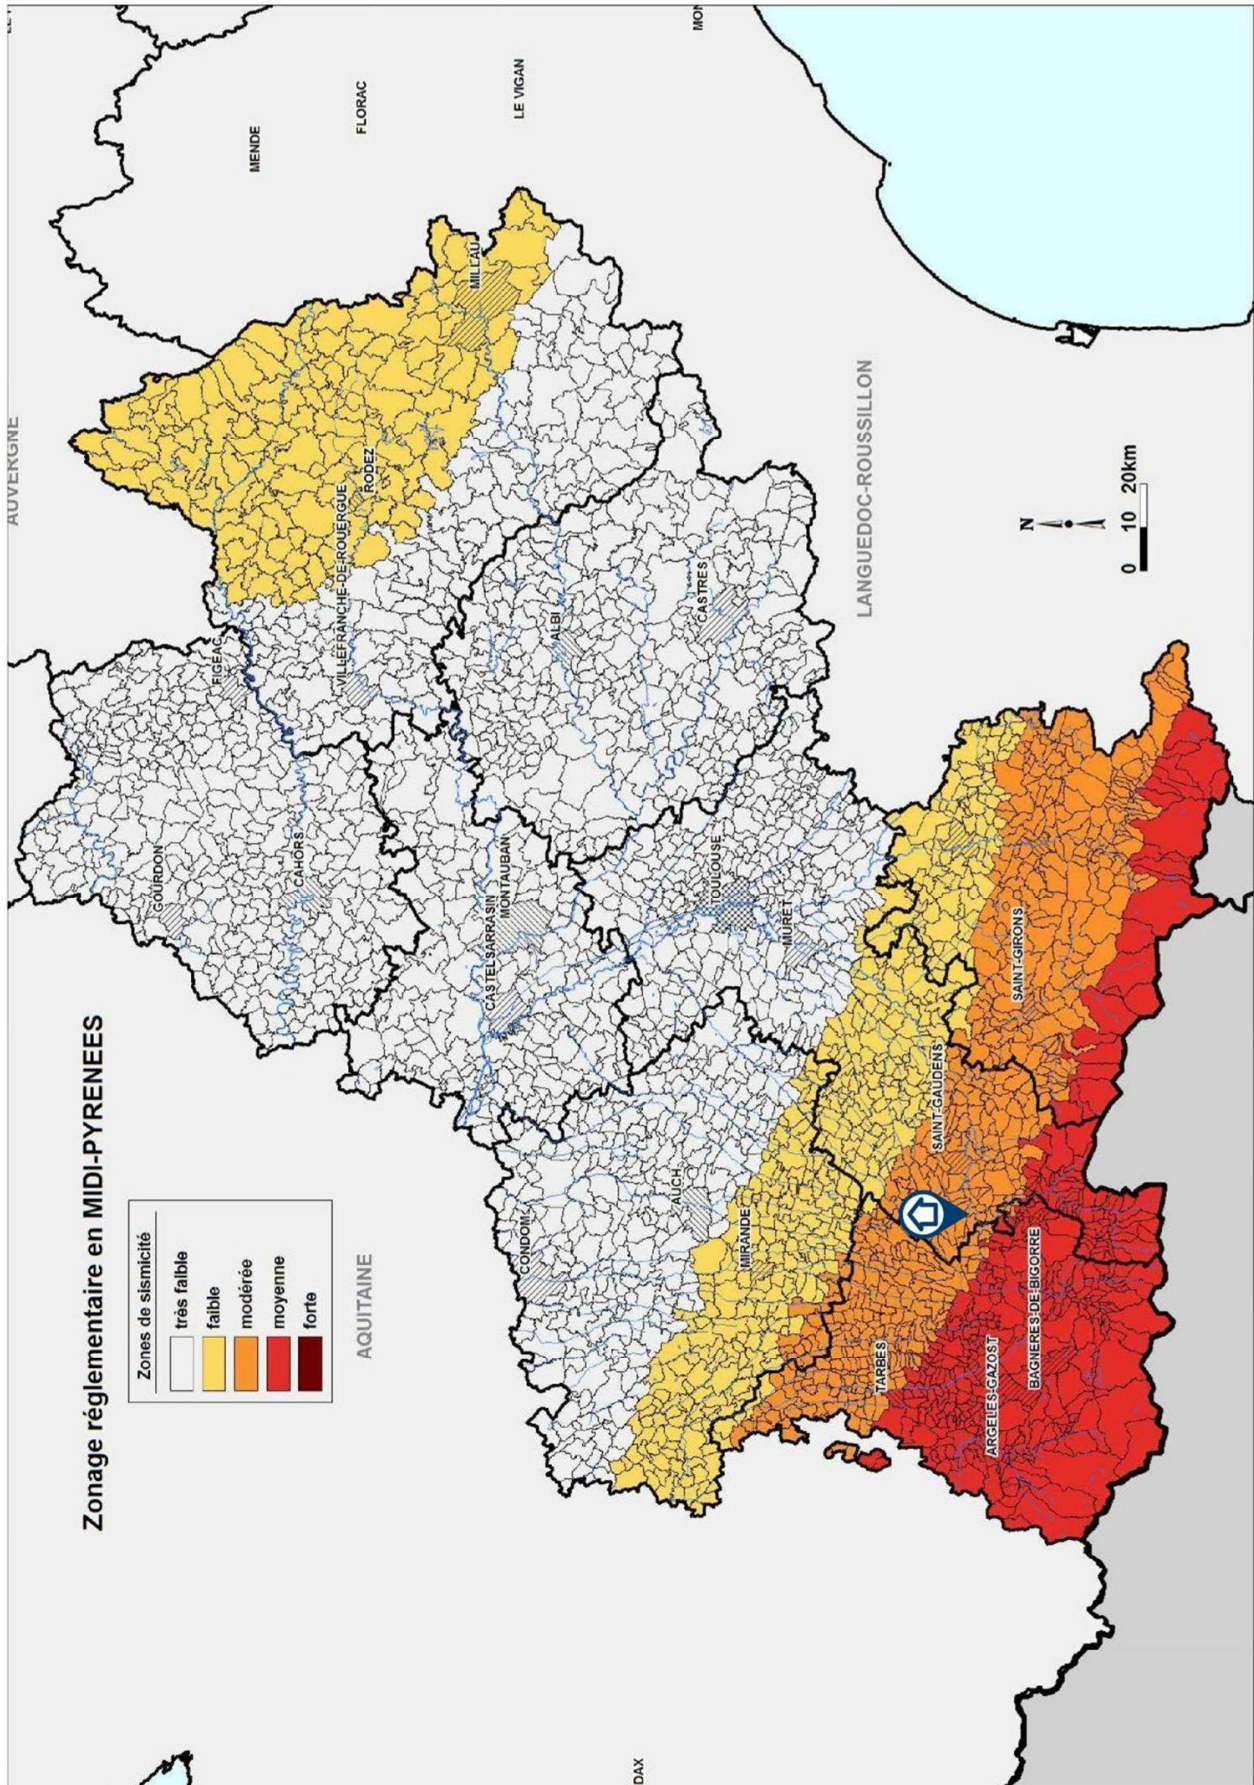 Zonage réglementaire en MIDI-PYRENEES
Zones de sismicité
très faible
faible
modérée
moyenne
forte
AUVERGNE
AQUITAINE
LANGUEDOC-ROUSSILLON
MENDE
FLORAC
LE VIGAN
DAX
GOURDON
FIGEAC
CAHORS
VILLEFRANCHE-DE-ROUERGUE
RODEZ
MILLAU
CASTELSARRASIN
MONTAUBAN
ALBI
CASTRES
CONDOM
AUCH
MIRANDE
TOULOUSE
MURET
SAINT-GAUDENS
SAINT-GIRONS
TARBES
ARGELES-GAZOST
BAGNERES-DE-BIGORRE
N
0 10 20km